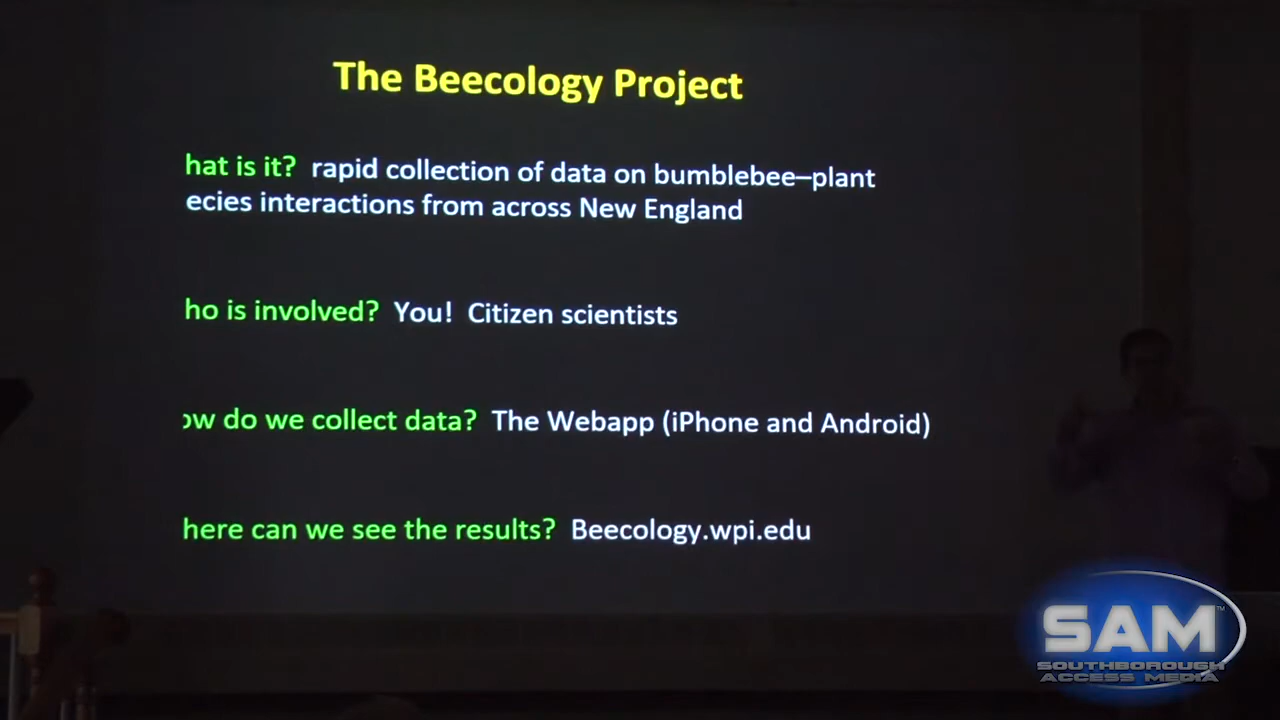 The Beecology Project
hat is it? rapid collection of data on bumblebee–plant
ecies interactions from across New England
ho is involved? You! Citizen scientists
ow do we collect data? The Webapp (iPhone and Android)
here can we see the results? Beecology.wpi.edu
SAM™
SOUTHBOROUGH
ACCESS MEDIA